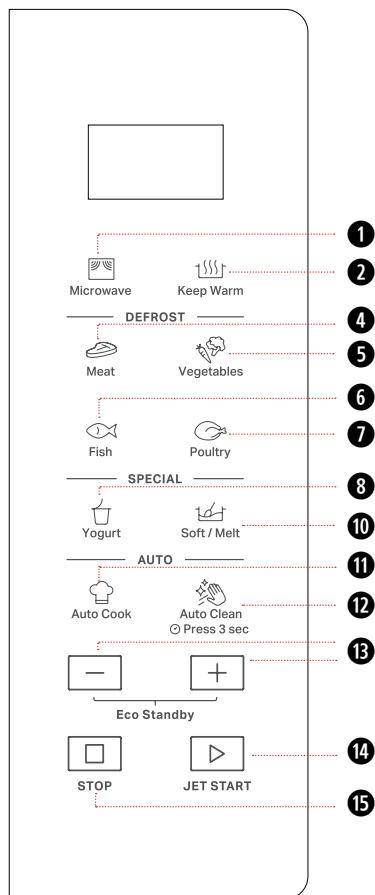 1
2
Microwave Keep Warm
DEFROST
4
5
Meat Vegetables
6
7
Fish Poultry
SPECIAL
8
Yogurt Soft / Melt
10
AUTO
11
Auto Cook Auto Clean
12
Press 3 sec
13
− +
Eco Standby
14
STOP JET START
15